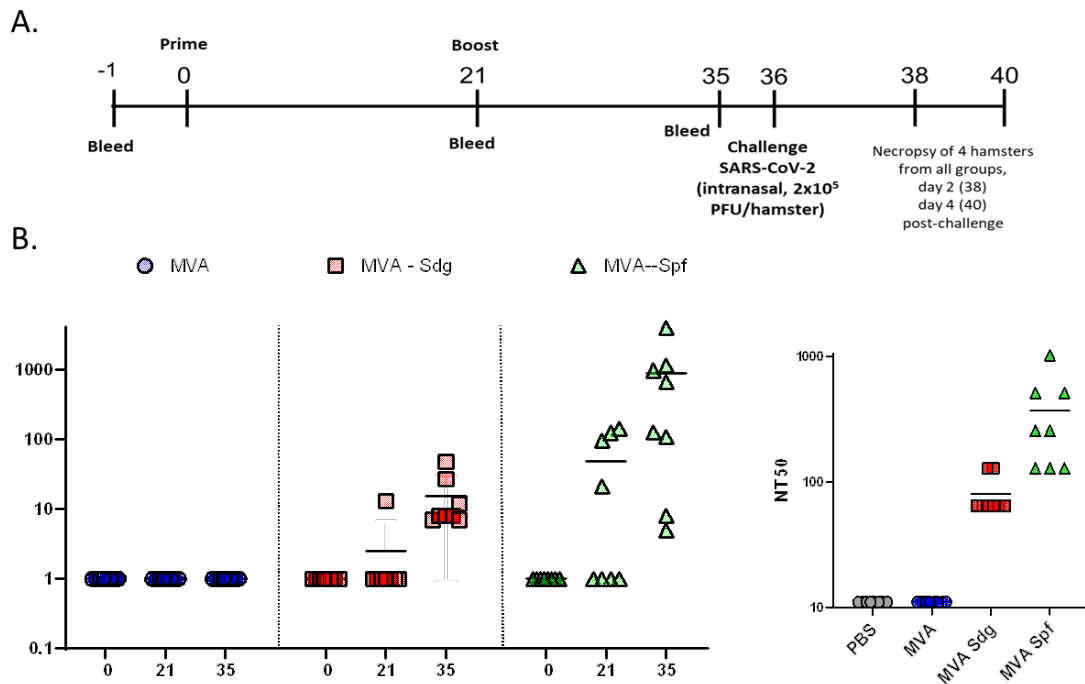 A.
Prime
Boost
-1 0 21 35 36 38 40
Bleed
Bleed
Bleed
Challenge
SARS-CoV-2
(intranasal, 2x10⁵
PFU/hamster)
Necropsy of 4 hamsters
from all groups,
day 2 (38)
day 4 (40)
post-challenge
B.
MVA
MVA - Sdg
MVA--Spf
1000
100
10
1
0.1
0 21 35
0 21 35
0 21 35
NT50
1000
100
10
PBS
MVA
MVA Sdg
MVA Spf